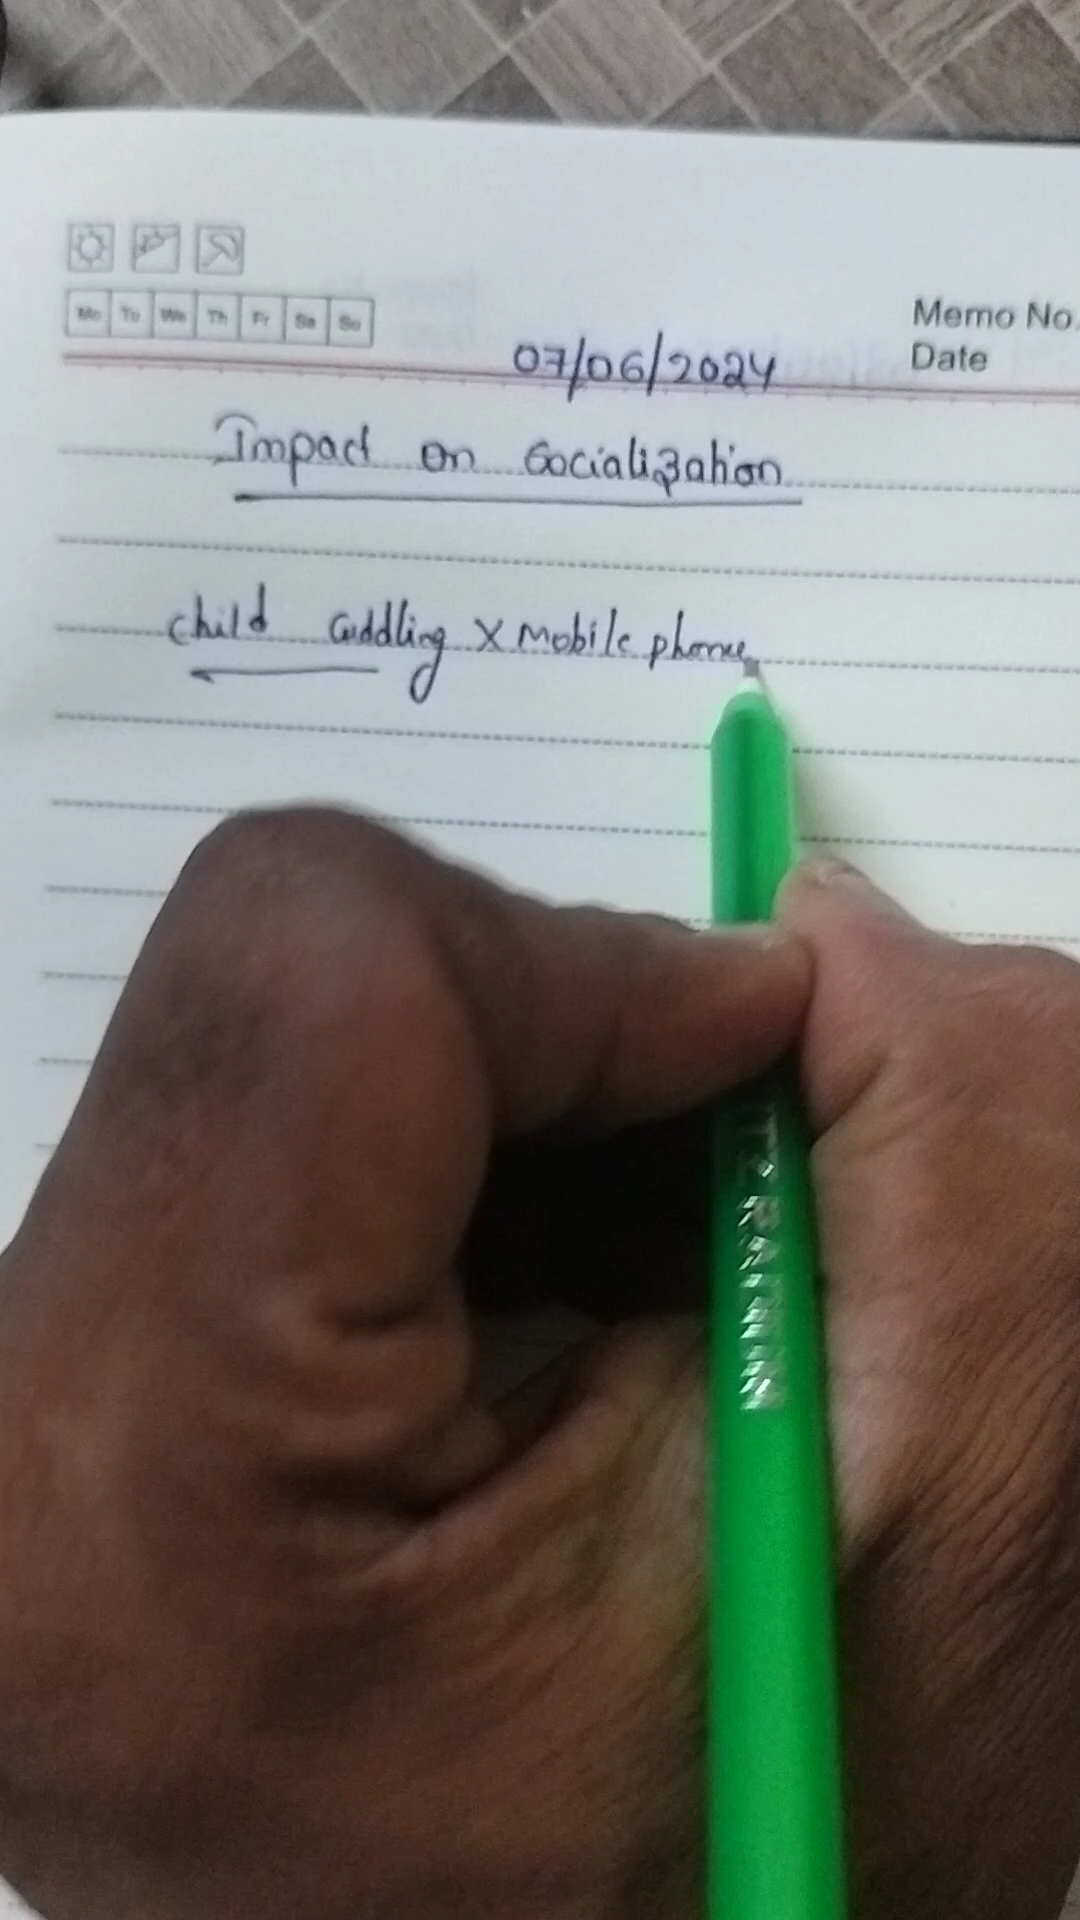 Mo Tu We Th Fr Sa Su
Memo No.
Date
07/06/2024
Impact on Socialization
child cuddling X Mobile phone